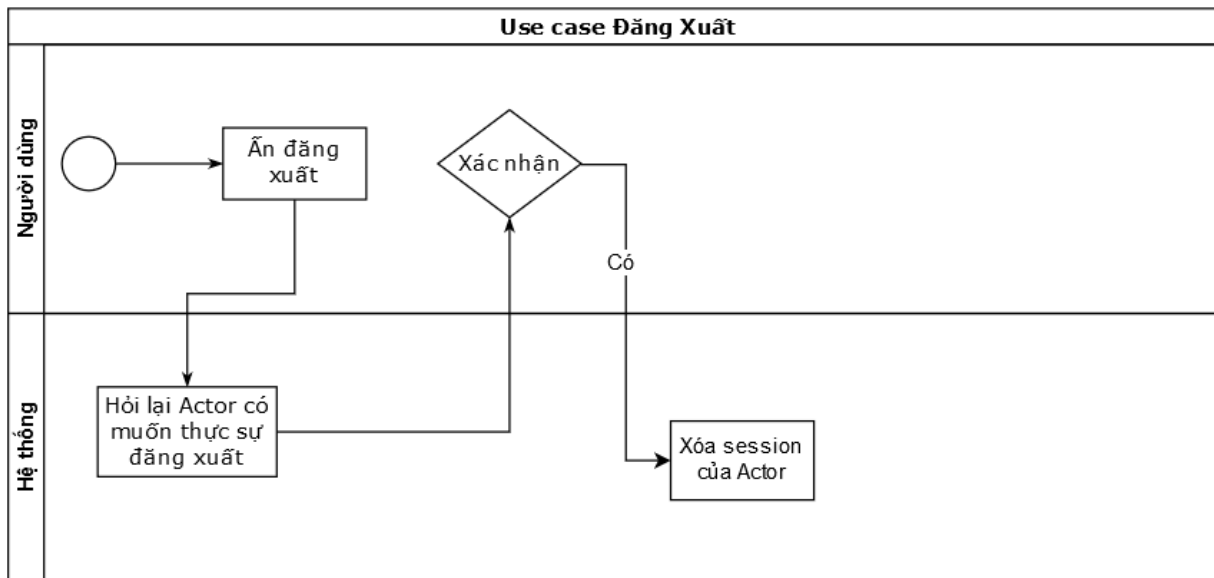 Use case Đăng Xuất
Người dùng
Ấn đăng
xuất
Xác nhận
Có
Hệ thống
Hỏi lại Actor có
muốn thực sự
đăng xuất
Xóa session
của Actor